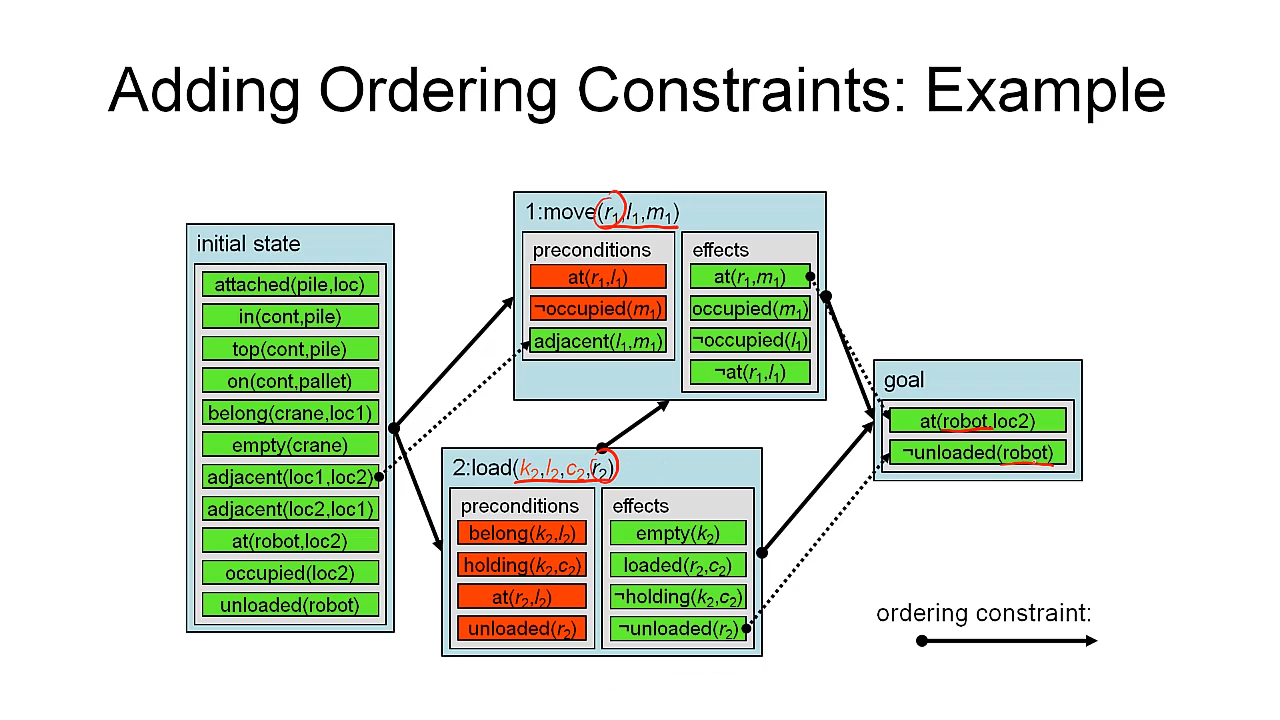 Adding Ordering Constraints: Example
initial state
attached(pile,loc)
in(cont,pile)
top(cont,pile)
on(cont,pallet)
belong(crane,loc1)
empty(crane)
adjacent(loc1,loc2)
adjacent(loc2,loc1)
at(robot,loc2)
occupied(loc2)
unloaded(robot)
1:move(r₁,l₁,m₁)
preconditions
at(r₁,l₁)
¬occupied(m₁)
adjacent(l₁,m₁)
effects
at(r₁,m₁)
occupied(m₁)
¬occupied(l₁)
¬at(r₁,l₁)
2:load(k₂,l₂,c₂,r₂)
preconditions
belong(k₂,l₂)
holding(k₂,c₂)
at(r₂,l₂)
unloaded(r₂)
effects
empty(k₂)
loaded(r₂,c₂)
¬holding(k₂,c₂)
¬unloaded(r₂)
goal
at(robot,loc2)
¬unloaded(robot)
ordering constraint: